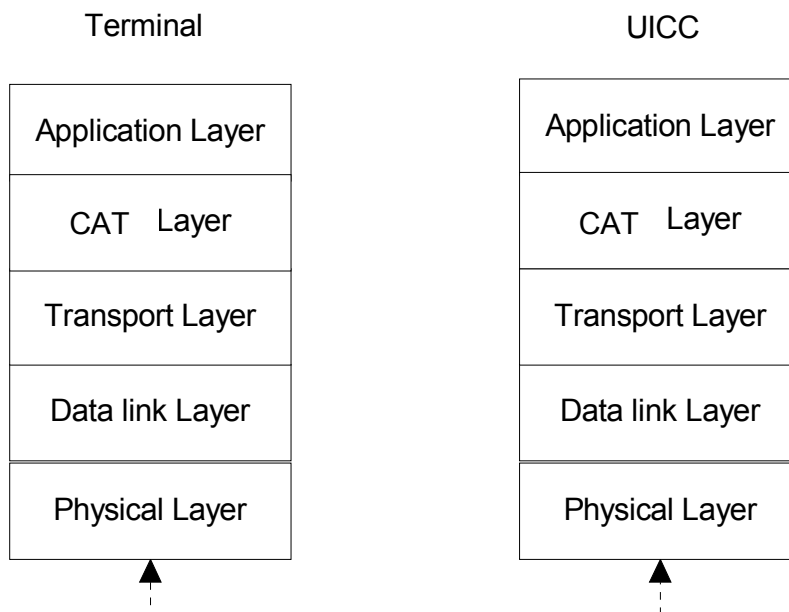 Terminal
Application Layer
CAT Layer
Transport Layer
Data link Layer
Physical Layer
UICC
Application Layer
CAT Layer
Transport Layer
Data link Layer
Physical Layer